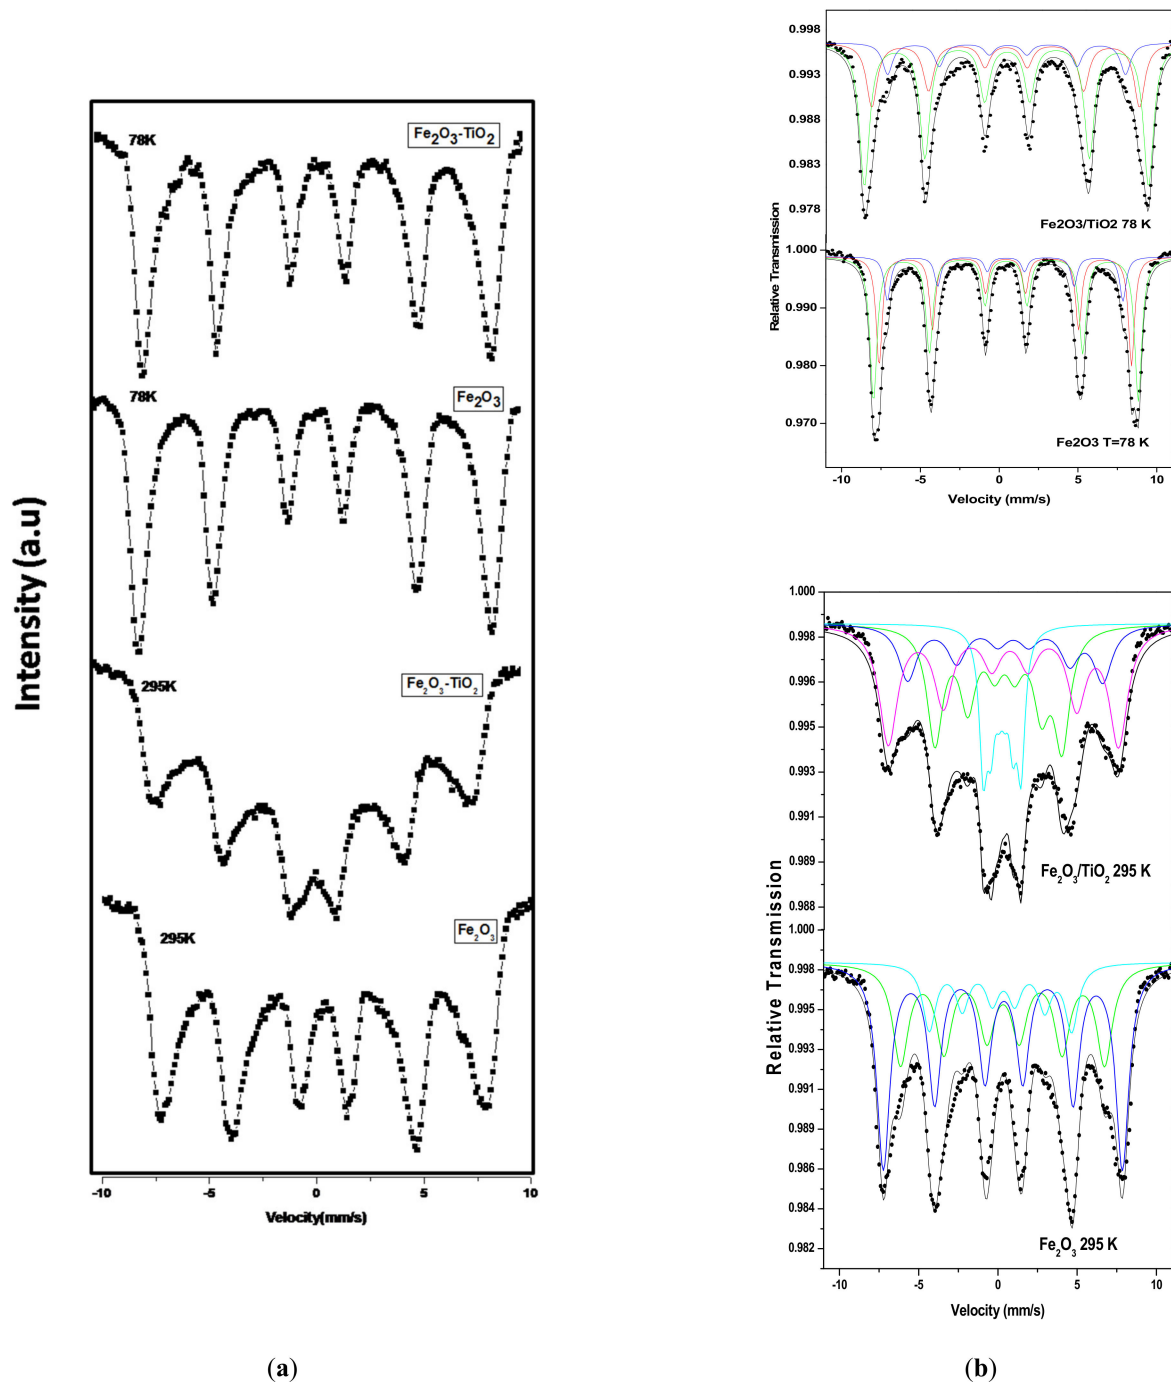 Intensity (a.u)
78K
Fe2O3-TiO2
78K
Fe2O3
295K
Fe2O3-TiO2
295K
Fe2O3
-10 -5 0 5 10
Velocity(mm/s)
(a)
0.998
0.993
0.988
0.983
0.978
Fe2O3/TiO2 78 K
1.000
0.990
0.980
0.970
Fe2O3 T=78 K
Relative Transmission
-10 -5 0 5 10
Velocity (mm/s)
1.000
0.998
0.996
0.995
0.993
0.991
0.989
0.988
Fe2O3/TiO2 295 K
1.000
0.998
0.995
0.993
0.991
0.989
0.986
0.984
0.982
Fe2O3 295 K
Relative Transmission
-10 -5 0 5 10
Velocity (mm/s)
(b)